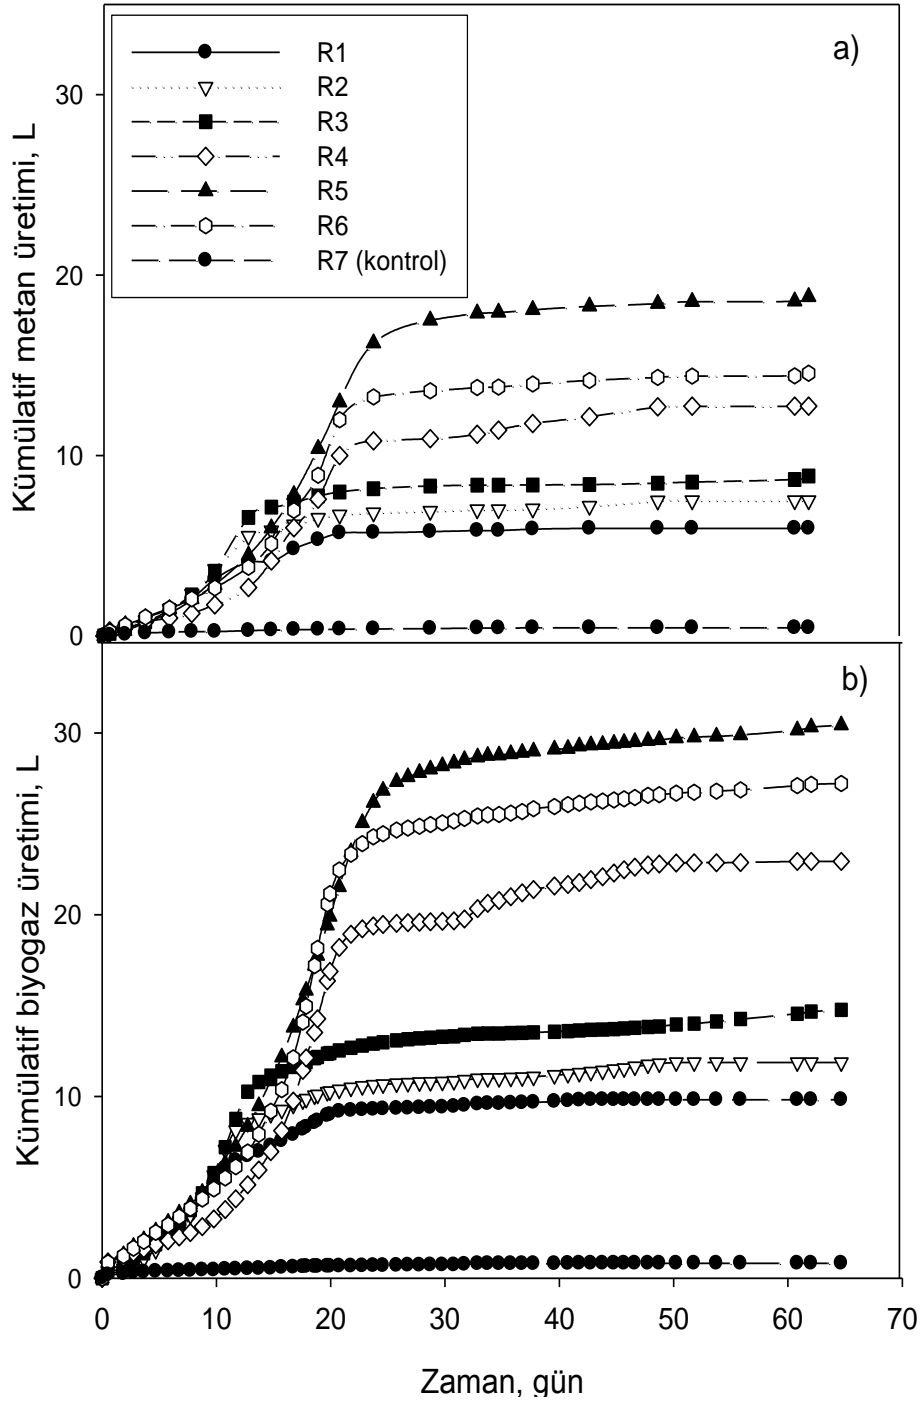 a)
R1
R2
R3
R4
R5
R6
R7 (kontrol)
Kümülatif metan üretimi, L
30
20
10
0
b)
Kümülatif biyogaz üretimi, L
30
20
10
0
0 10 20 30 40 50 60 70
Zaman, gün